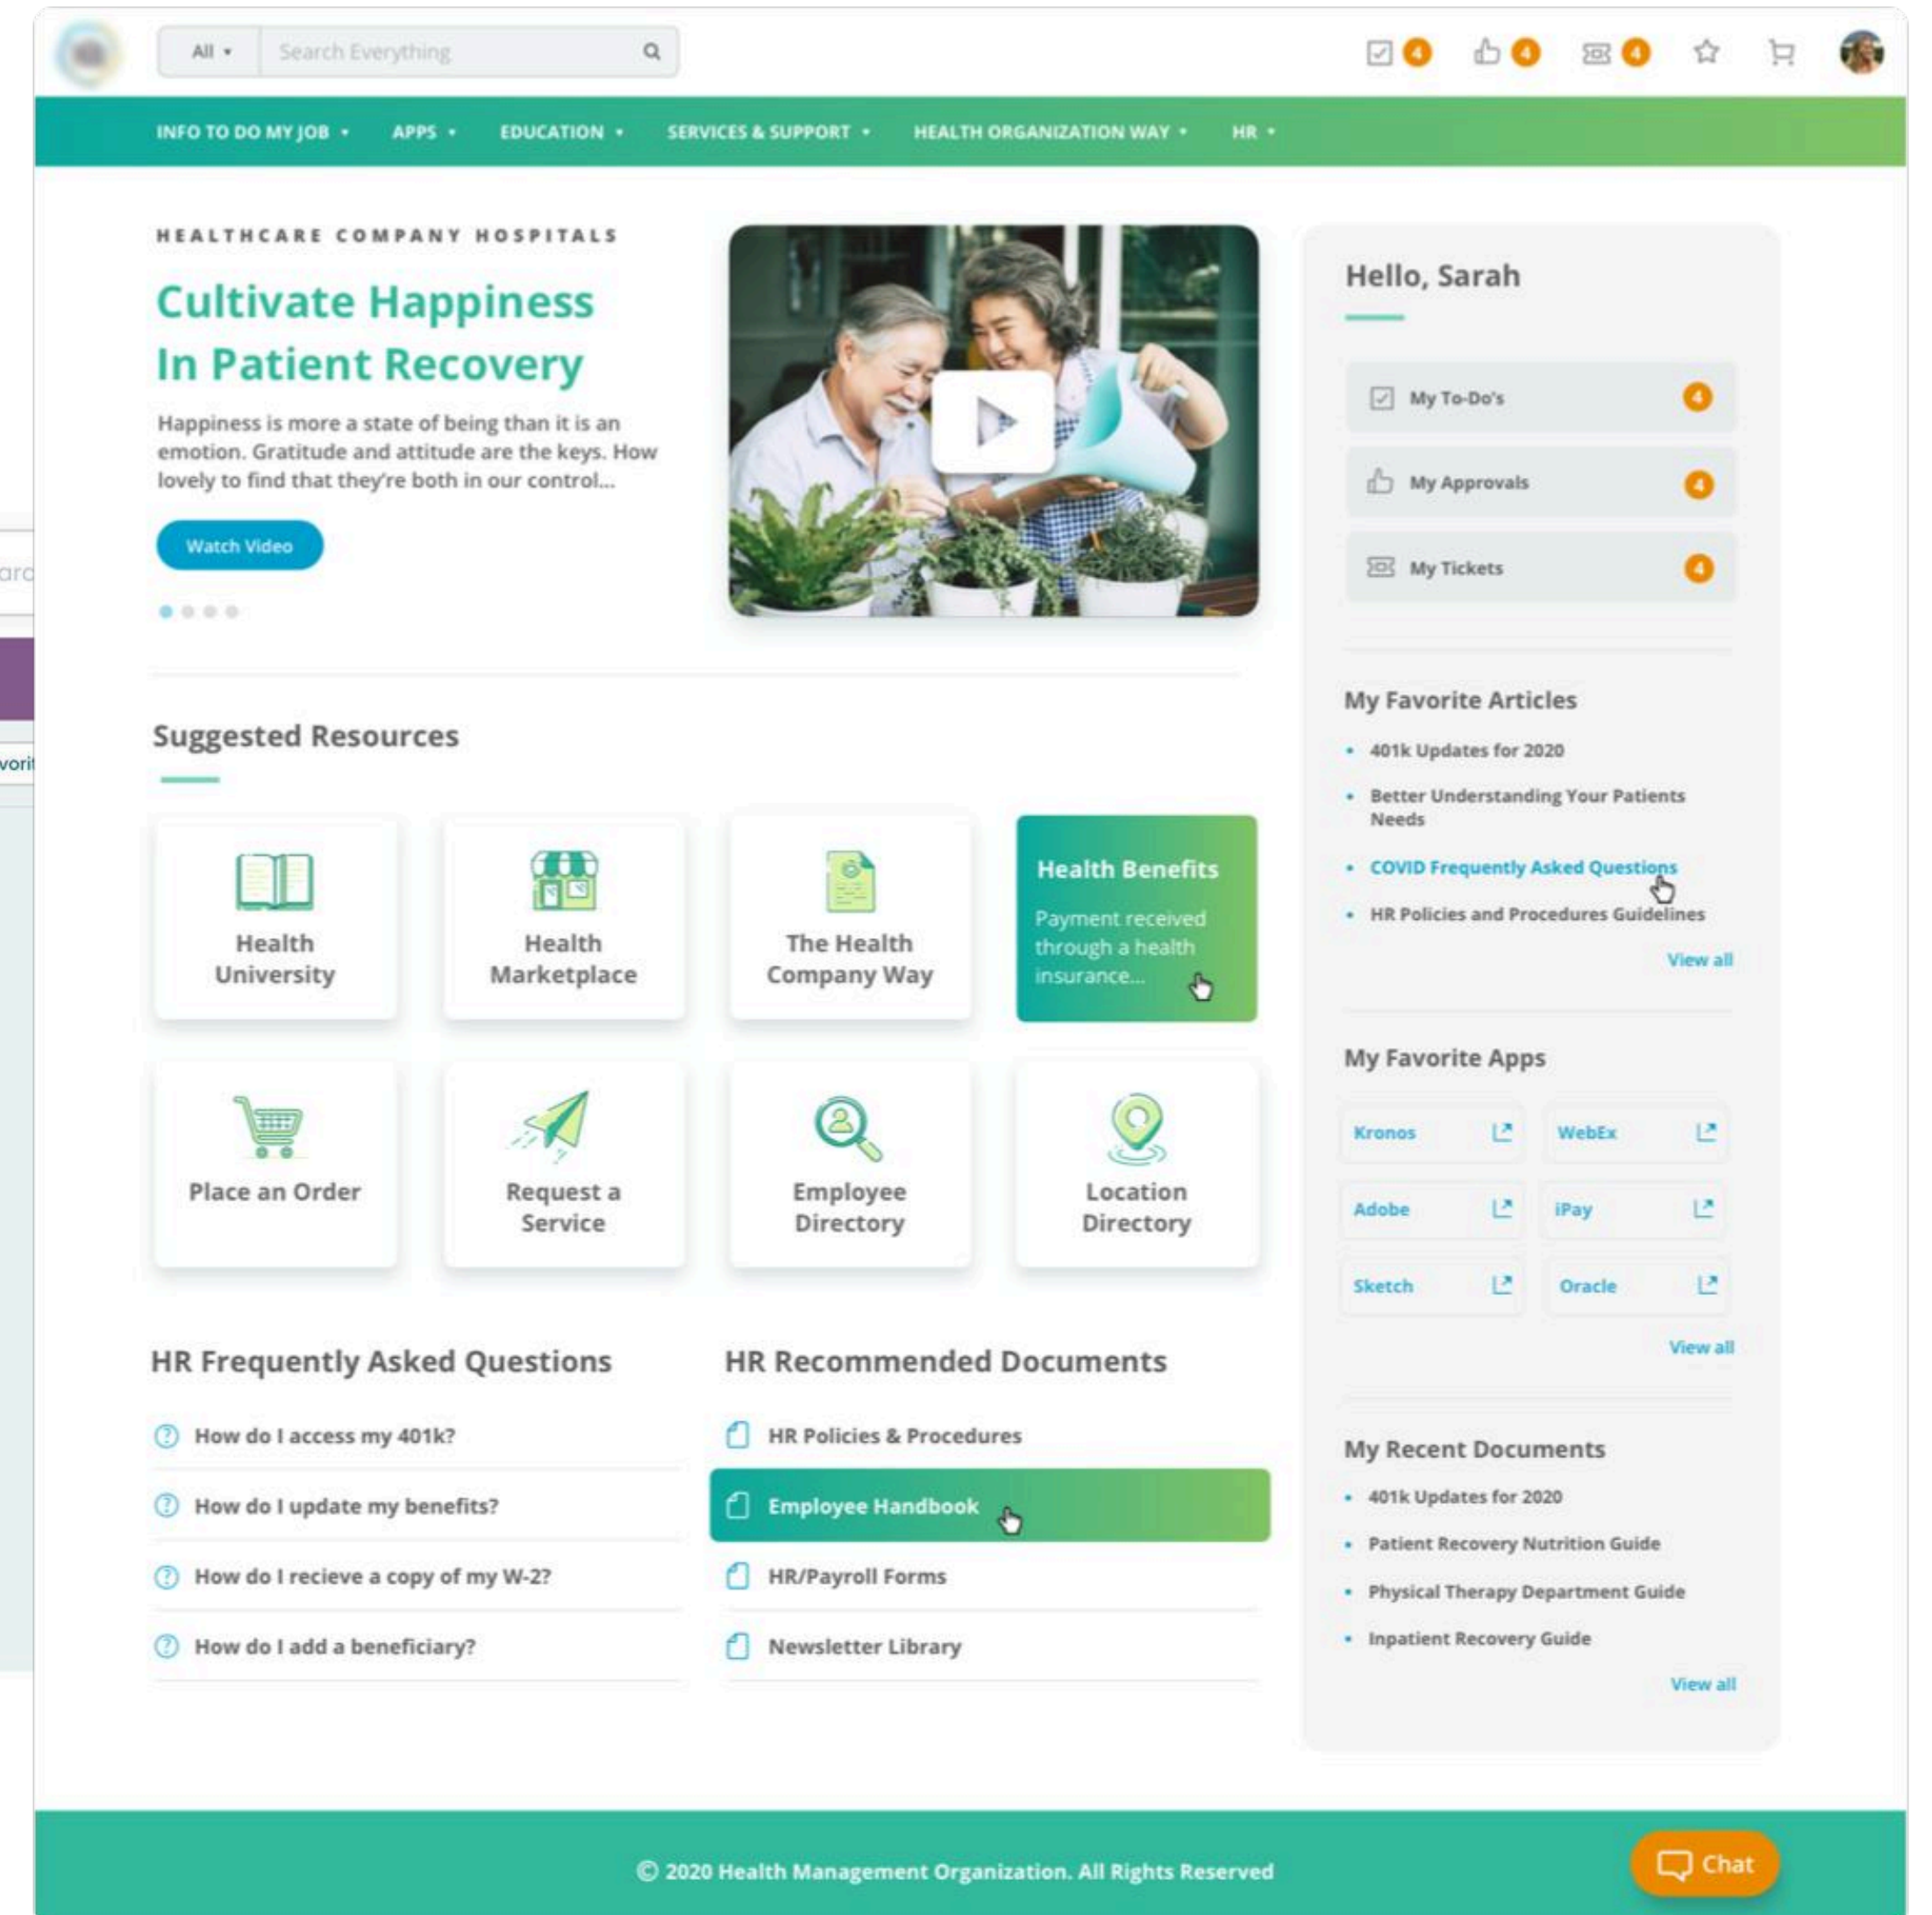 All
Search Everything
4
4
4
INFO TO DO MY JOB
APPS
EDUCATION
SERVICES & SUPPORT
HEALTH ORGANIZATION WAY
HR
HEALTHCARE COMPANY HOSPITALS
Cultivate Happiness
In Patient Recovery
Happiness is more a state of being than it is an
emotion. Gratitude and attitude are the keys. How
lovely to find that they're both in our control...
Watch Video
Suggested Resources
Health
University
Health
Marketplace
The Health
Company Way
Health Benefits
Payment received
through a health
insurance...
Place an Order
Request a
Service
Employee
Directory
Location
Directory
HR Frequently Asked Questions
How do I access my 401k?
How do I update my benefits?
How do I recieve a copy of my W-2?
How do I add a beneficiary?
HR Recommended Documents
HR Policies & Procedures
Employee Handbook
HR/Payroll Forms
Newsletter Library
Hello, Sarah
My To-Do's
4
My Approvals
4
My Tickets
4
My Favorite Articles
• 401k Updates for 2020
• Better Understanding Your Patients
Needs
• COVID Frequently Asked Questions
• HR Policies and Procedures Guidelines
View all
My Favorite Apps
Kronos
WebEx
Adobe
iPay
Sketch
Oracle
View all
My Recent Documents
• 401k Updates for 2020
• Patient Recovery Nutrition Guide
• Physical Therapy Department Guide
• Inpatient Recovery Guide
View all
© 2020 Health Management Organization. All Rights Reserved
Chat